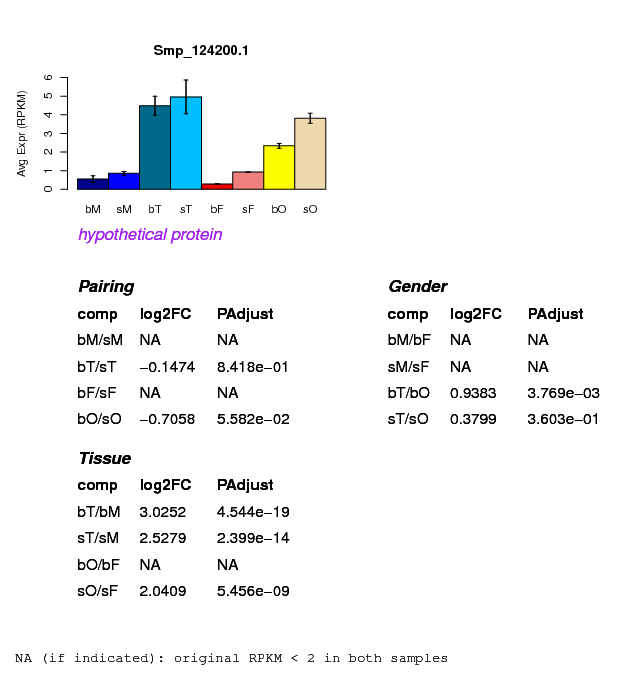 Smp_124200.1
Avg Expr (RPKM)
0 1 2 3 4 5 6
bM sM bT sT bF sF bO sO
hypothetical protein
Pairing
comp log2FC PAdjust
bM/sM NA NA
bT/sT −0.1474 8.418e−01
bF/sF NA NA
bO/sO −0.7058 5.582e−02
Gender
comp log2FC PAdjust
bM/bF NA NA
sM/sF NA NA
bT/bO 0.9383 3.769e−03
sT/sO 0.3799 3.603e−01
Tissue
comp log2FC PAdjust
bT/bM 3.0252 4.544e−19
sT/sM 2.5279 2.399e−14
bO/bF NA NA
sO/sF 2.0409 5.456e−09
NA (if indicated): original RPKM < 2 in both samples